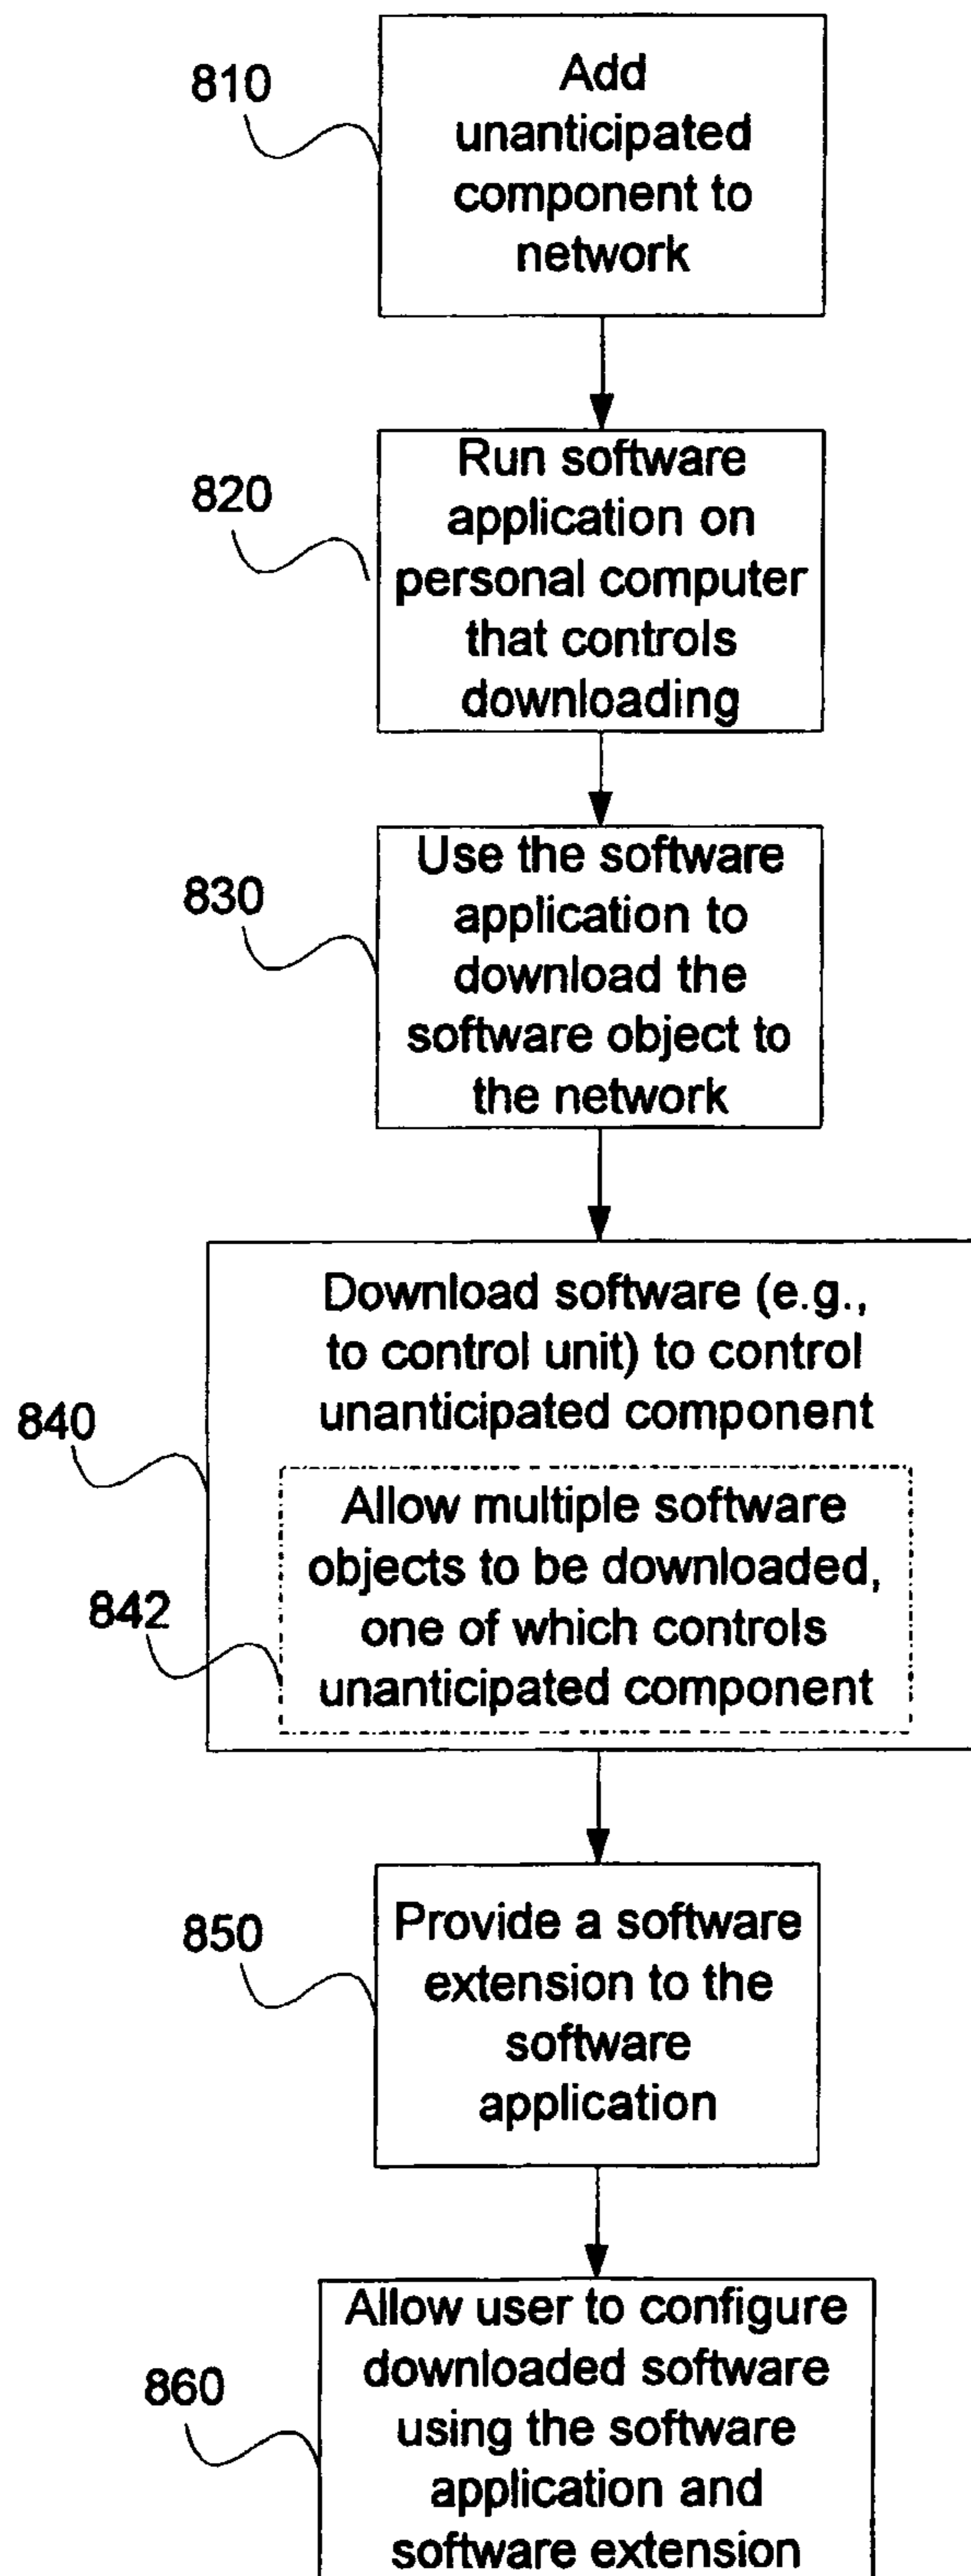 810
Add
unanticipated
component to
network
820
Run software
application on
personal computer
that controls
downloading
830
Use the software
application to
download the
software object to
the network
840
Download software (e.g.,
to control unit) to control
unanticipated component
842
Allow multiple software
objects to be downloaded,
one of which controls
unanticipated component
850
Provide a software
extension to the
software
application
860
Allow user to configure
downloaded software
using the software
application and
software extension